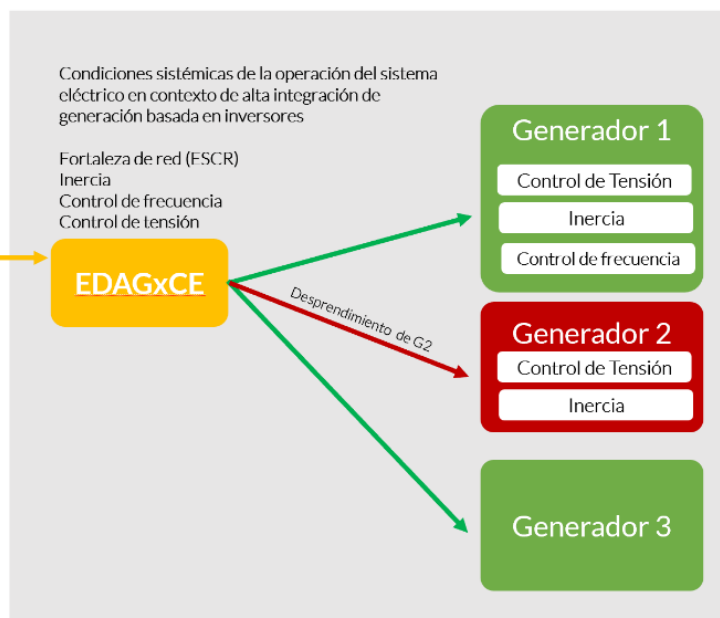 Condiciones sistémicas de la operación del sistema
eléctrico en contexto de alta integración de
generación basada en inversores
Fortaleza de red (ESCR)
Inercia
Control de frecuencia
Control de tensión
EDAGxCE
Desprendimiento de G2
Generador 1
Control de Tensión
Inercia
Control de frecuencia
Generador 2
Control de Tensión
Inercia
Generador 3